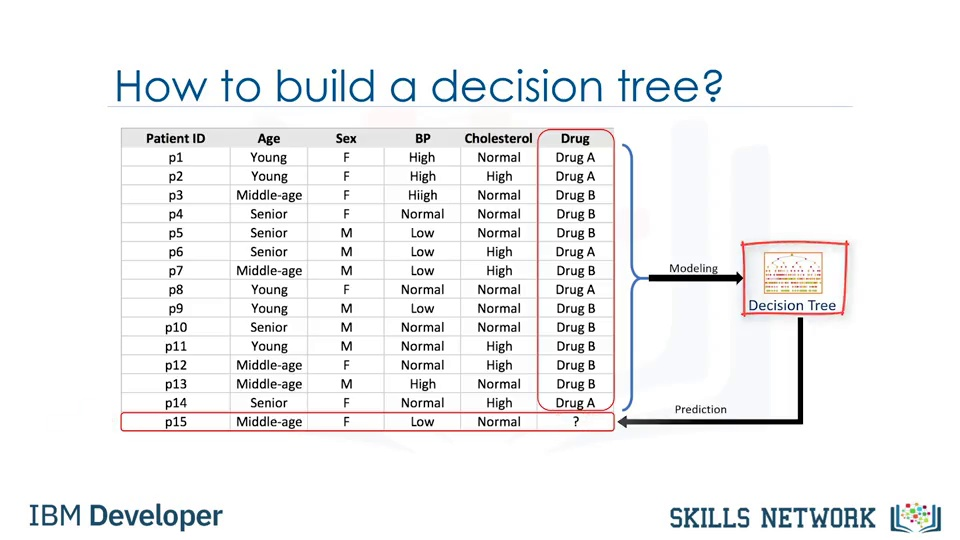 How to build a decision tree?
Patient ID Age Sex BP Cholesterol Drug
p1 Young F High Normal Drug A
p2 Young F High High Drug A
p3 Middle-age F Hiigh Normal Drug B
p4 Senior F Normal Normal Drug B
p5 Senior M Low Normal Drug B
p6 Senior M Low High Drug A
p7 Middle-age M Low High Drug B
p8 Young F Normal Normal Drug A
p9 Young M Low Normal Drug B
p10 Senior M Normal Normal Drug B
p11 Young M Normal High Drug B
p12 Middle-age F Normal High Drug B
p13 Middle-age M High Normal Drug B
p14 Senior F Normal High Drug A
p15 Middle-age F Low Normal ?
Modeling
Decision Tree
Prediction
IBM Developer
SKILLS NETWORK